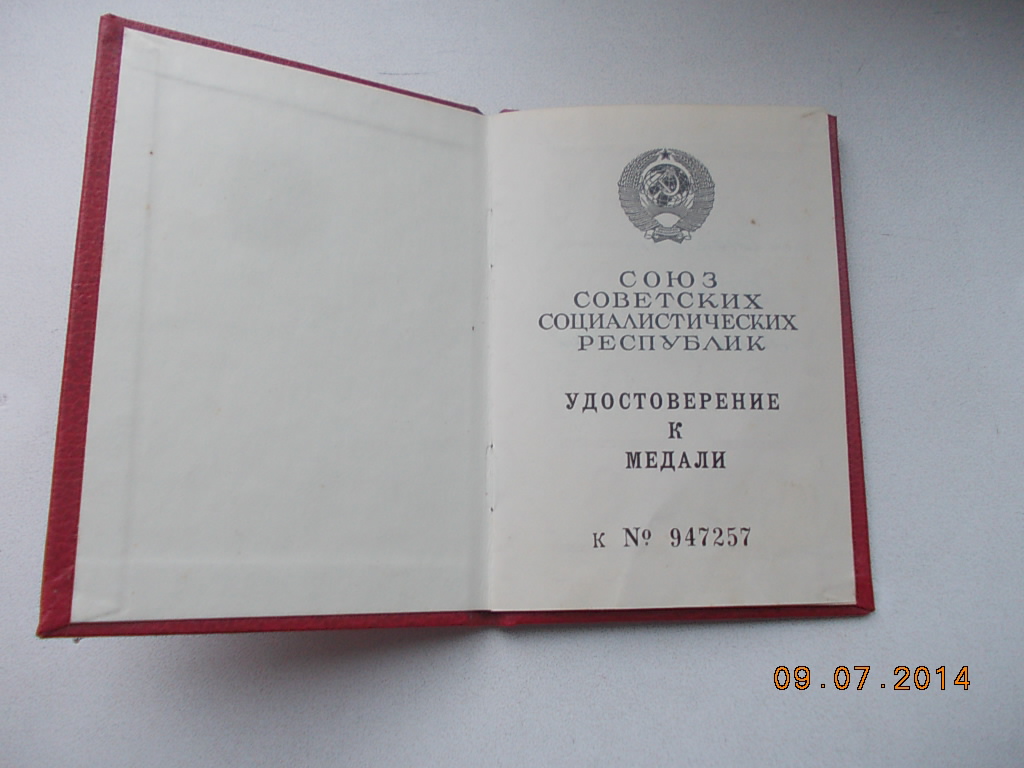 СОЮЗ
СОВЕТСКИХ
СОЦИАЛИСТИЧЕСКИХ
РЕСПУБЛИК
УДОСТОВЕРЕНИЕ
К
МЕДАЛИ
К № 947257
09.07.2014